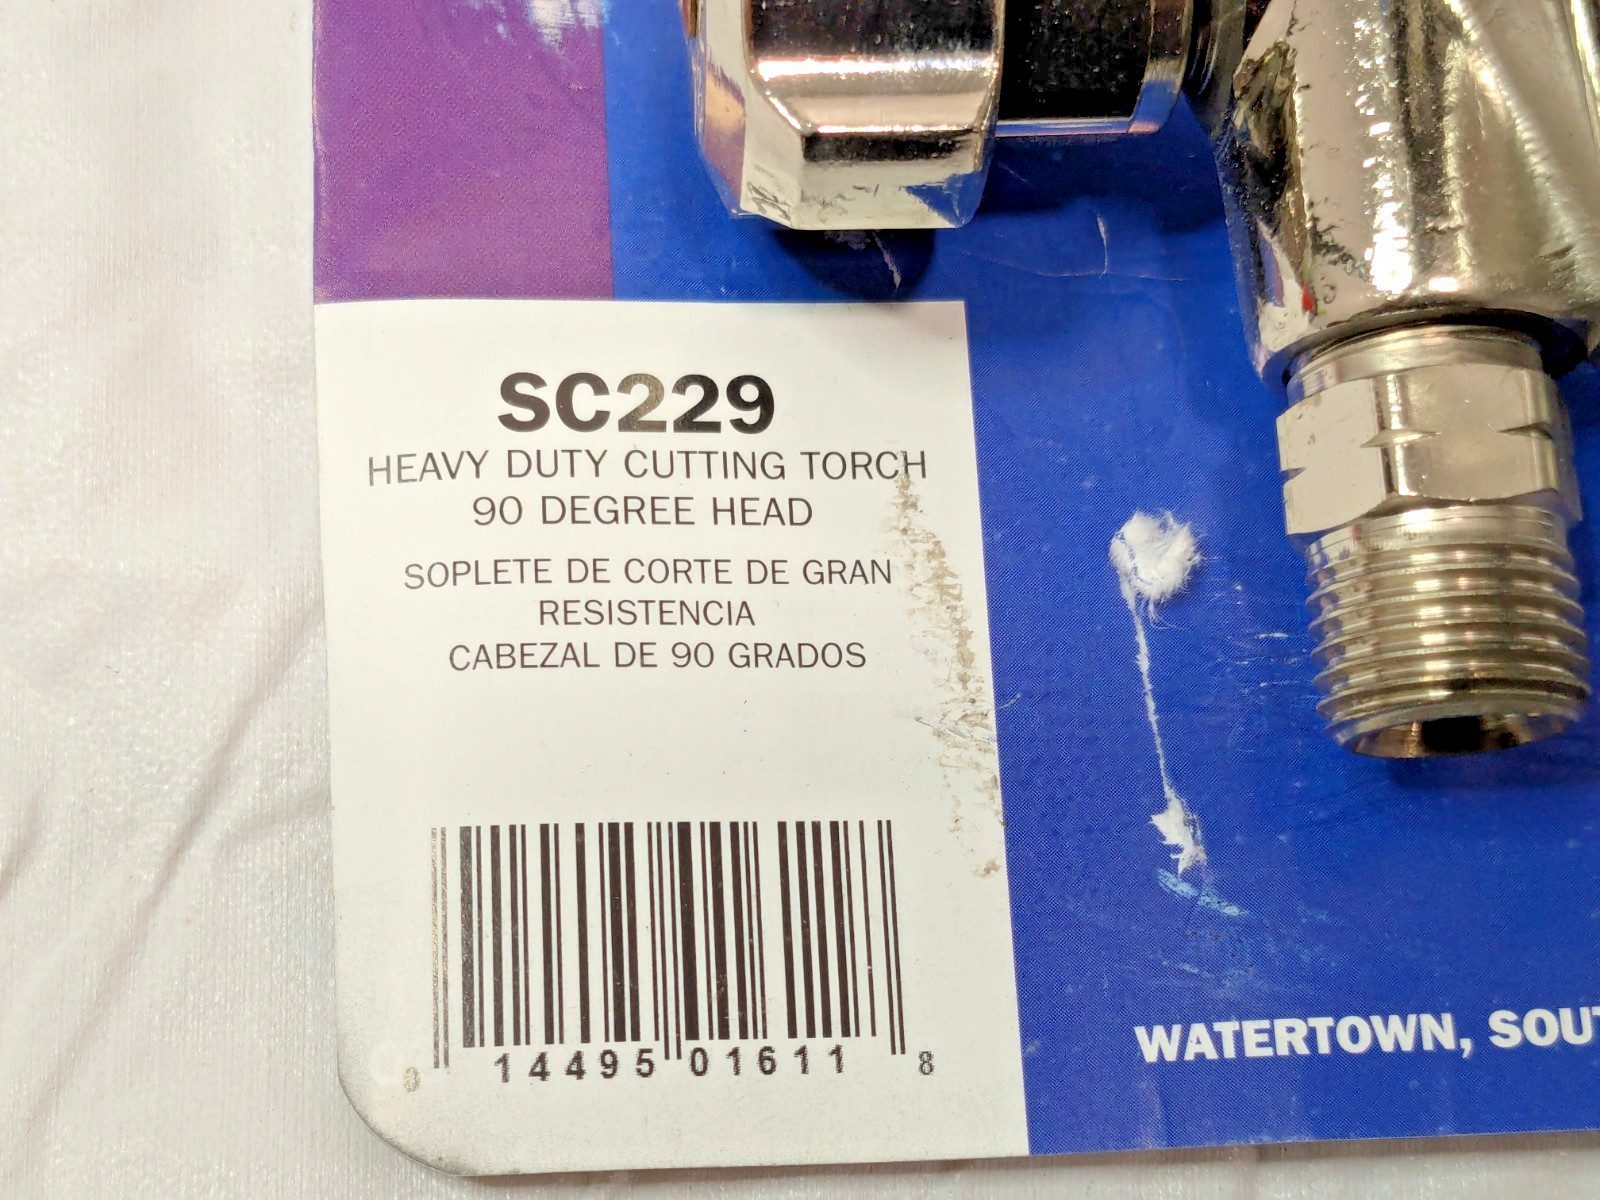 SC229
HEAVY DUTY CUTTING TORCH
90 DEGREE HEAD
SOPLETE DE CORTE DE GRAN
RESISTENCIA
CABEZAL DE 90 GRADOS
0 14495 01611 8
WATERTOWN, SOU